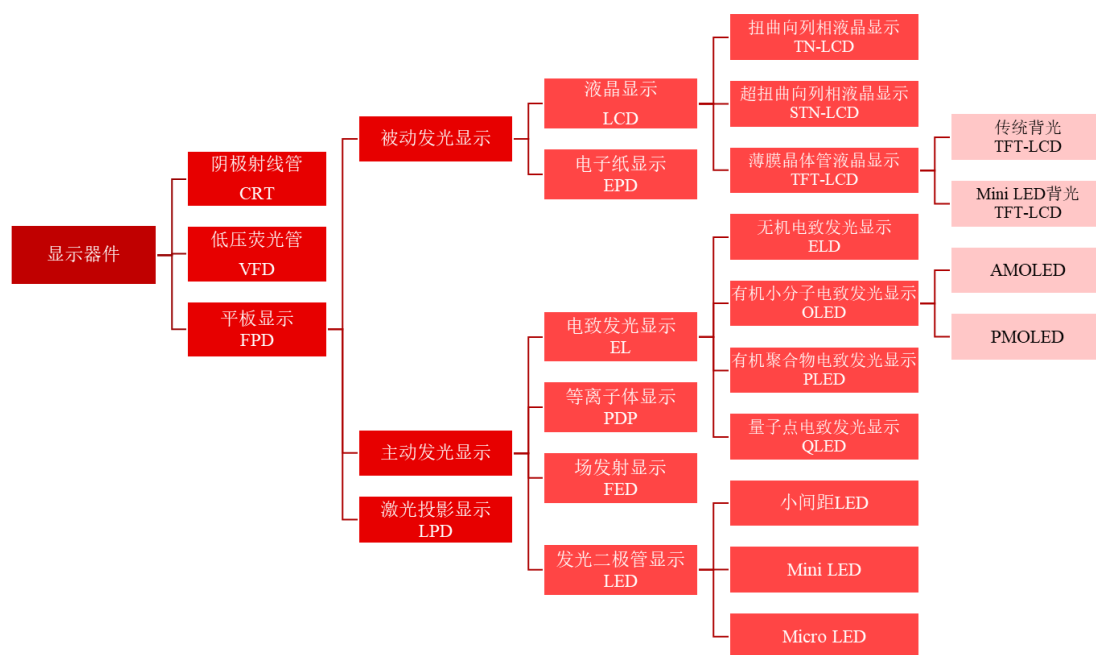 显示器件
阴极射线管
CRT
低压荧光管
VFD
平板显示
FPD
被动发光显示
主动发光显示
激光投影显示
LPD
液晶显示
LCD
电子纸显示
EPD
电致发光显示
EL
等离子体显示
PDP
场发射显示
FED
发光二极管显示
LED
扭曲向列相液晶显示
TN-LCD
超扭曲向列相液晶显示
STN-LCD
薄膜晶体管液晶显示
TFT-LCD
无机电致发光显示
ELD
有机小分子电致发光显示
OLED
有机聚合物电致发光显示
PLED
量子点电致发光显示
QLED
小间距LED
Mini LED
Micro LED
传统背光
TFT-LCD
Mini LED背光
TFT-LCD
AMOLED
PMOLED